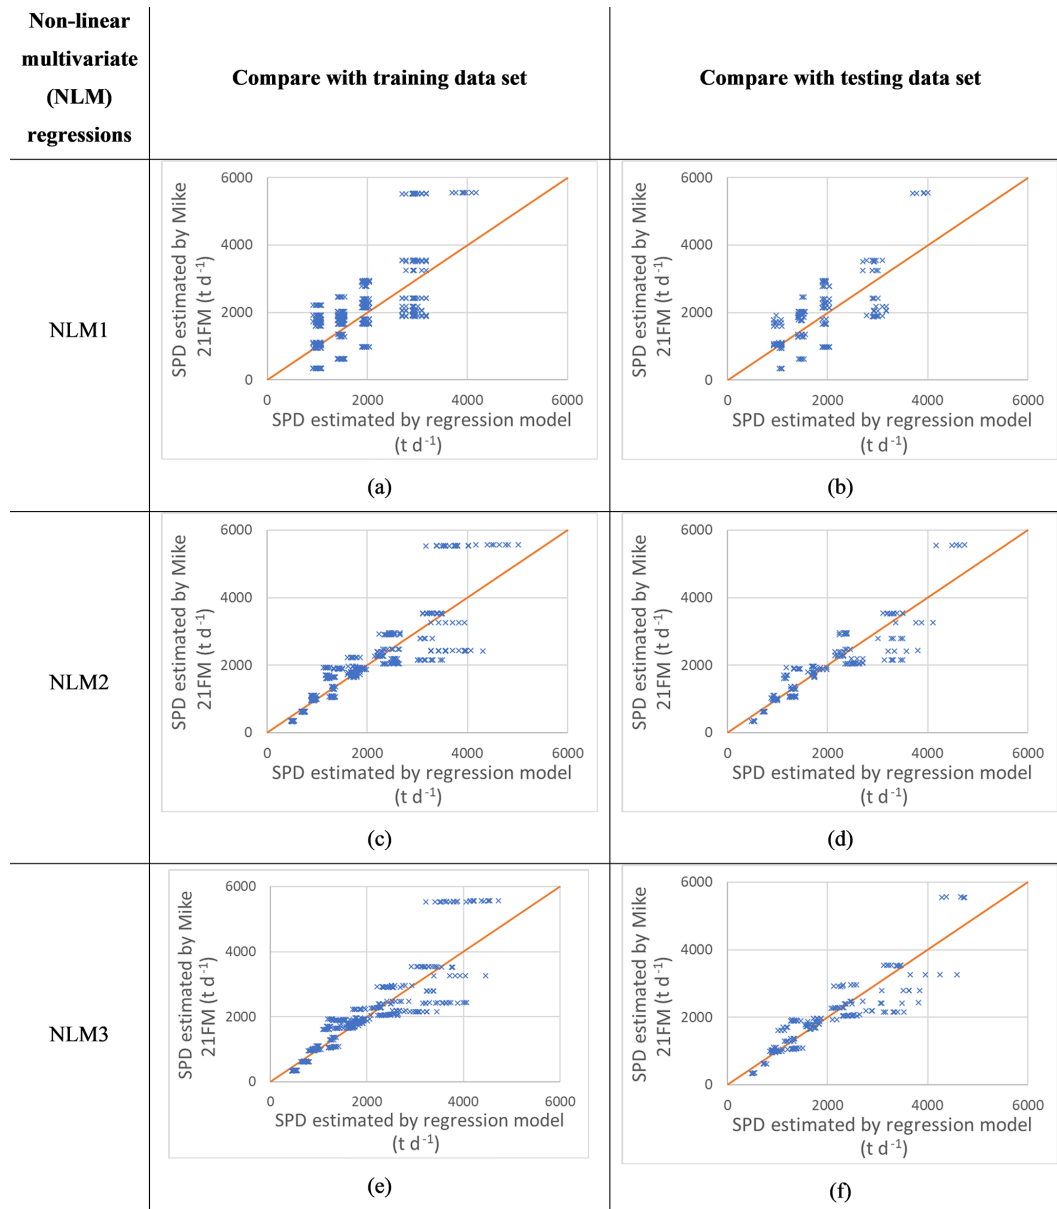 Non-linear
multivariate
(NLM)
regressions
Compare with training data set
Compare with testing data set
NLM1
SPD estimated by Mike
21FM (t d⁻¹)
6000
4000
2000
0
0 2000 4000 6000
SPD estimated by regression model
(t d⁻¹)
(a)
SPD estimated by Mike
21FM (t d⁻¹)
6000
4000
2000
0
0 2000 4000 6000
SPD estimated by regression model
(t d⁻¹)
(b)
NLM2
SPD estimated by Mike
21FM (t d⁻¹)
6000
4000
2000
0
0 2000 4000 6000
SPD estimated by regression model
(t d⁻¹)
(c)
SPD estimated by Mike
21FM (t d⁻¹)
6000
4000
2000
0
0 2000 4000 6000
SPD estimated by regression model
(t d⁻¹)
(d)
NLM3
SPD estimated by Mike
21FM (t d⁻¹)
6000
4000
2000
0
0 2000 4000 6000
SPD estimated by regression model
(t d⁻¹)
(e)
SPD estimated by Mike
21FM (t d⁻¹)
6000
4000
2000
0
0 2000 4000 6000
SPD estimated by regression model
(t d⁻¹)
(f)